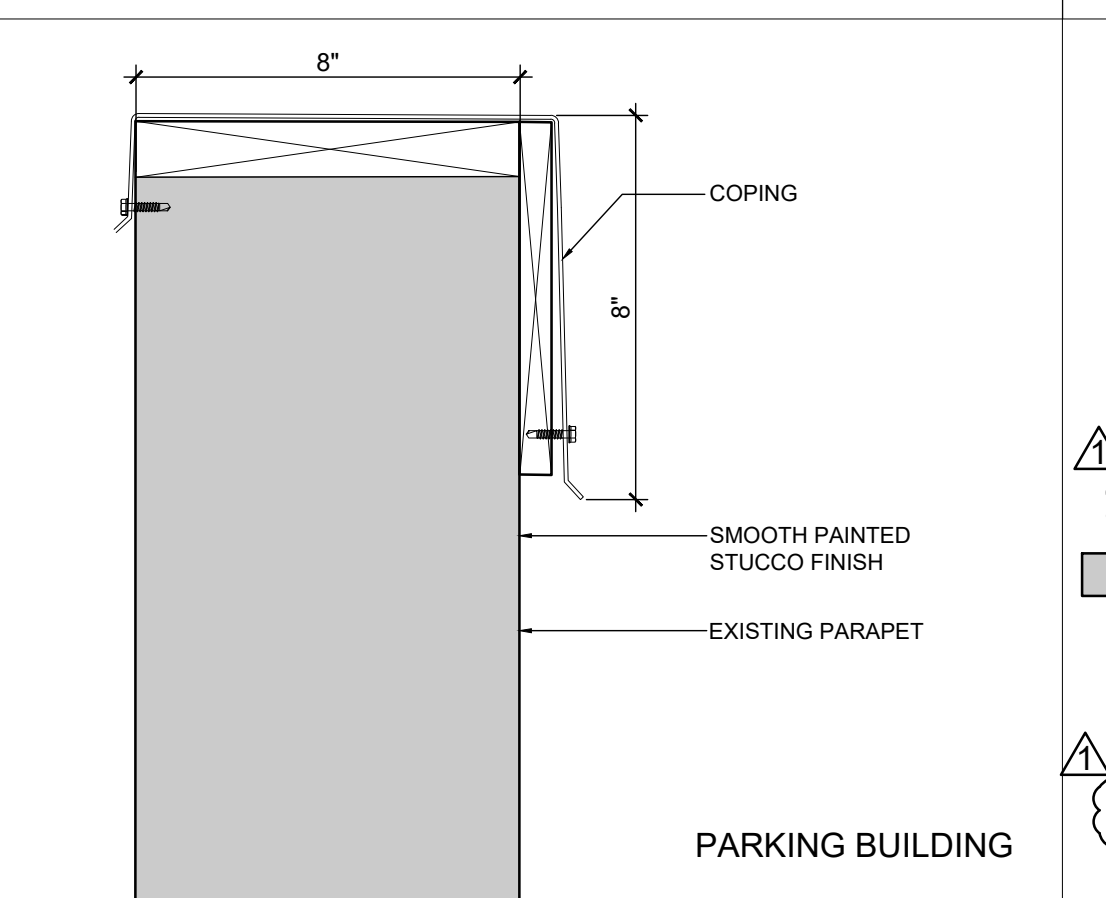 8"
COPING
8"
1
SMOOTH PAINTED
STUCCO FINISH
EXISTING PARAPET
1
PARKING BUILDING